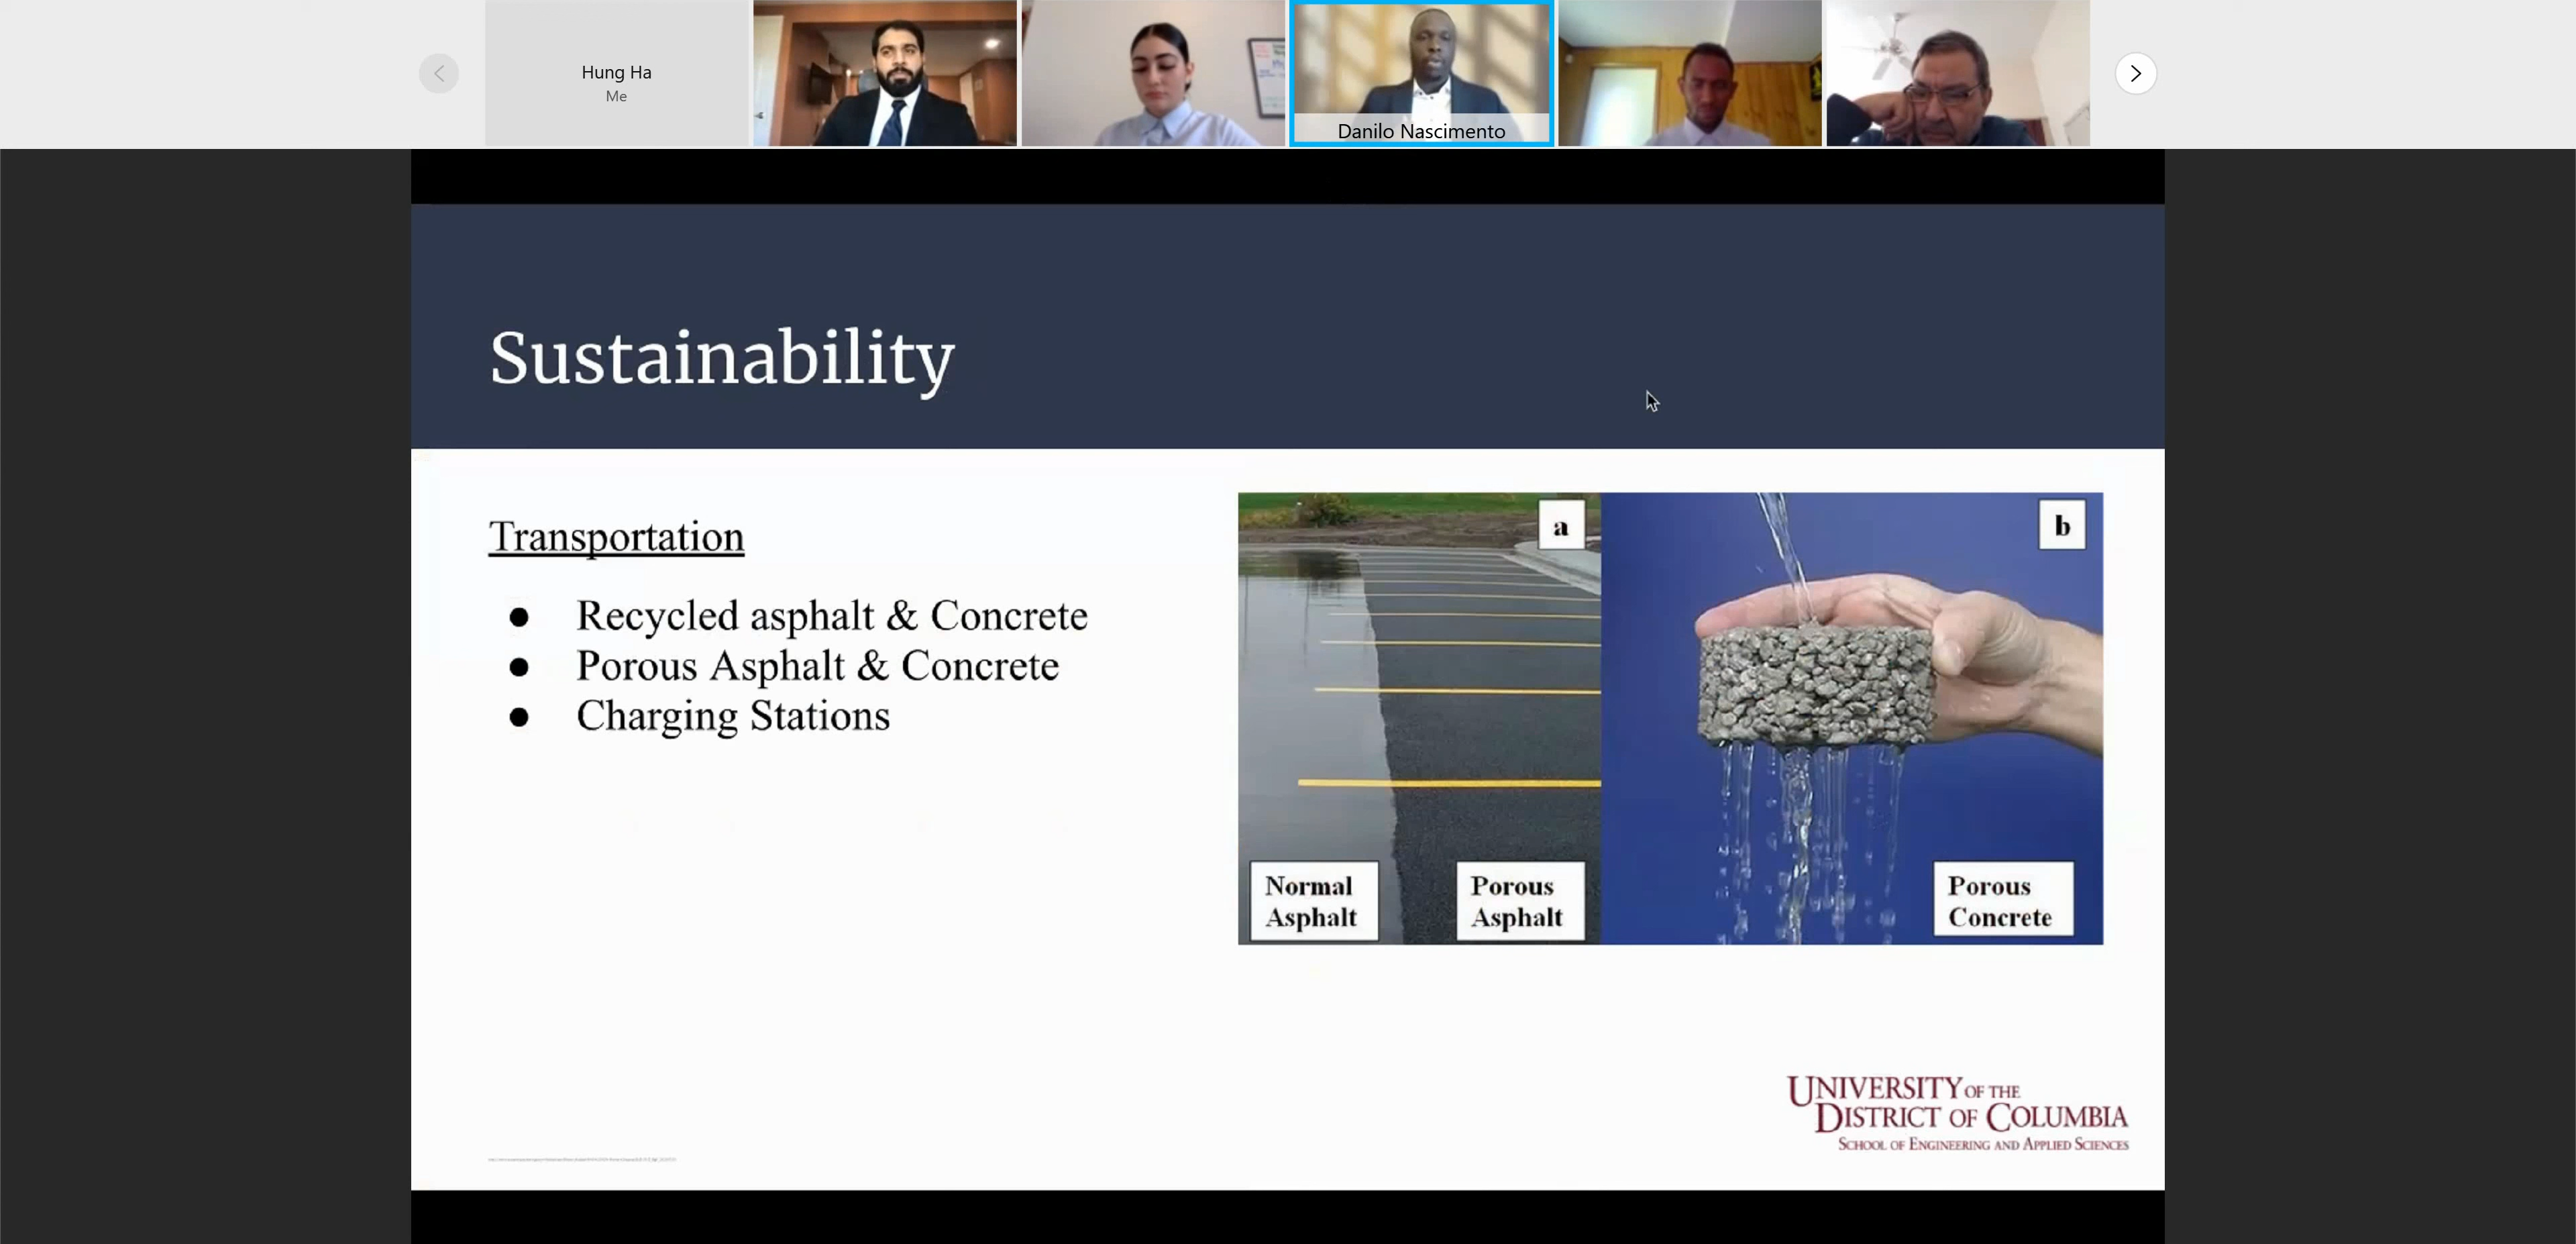 Hung Ha
Me
Danilo Nascimento
Sustainability
Transportation
● Recycled asphalt & Concrete
● Porous Asphalt & Concrete
● Charging Stations
a
b
Normal
Asphalt
Porous
Asphalt
Porous
Concrete
UNIVERSITY OF THE
DISTRICT OF COLUMBIA
SCHOOL OF ENGINEERING AND APPLIED SCIENCES